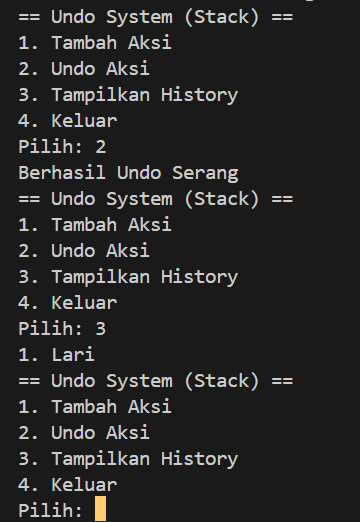 == Undo System (Stack) ==
1. Tambah Aksi
2. Undo Aksi
3. Tampilkan History
4. Keluar
Pilih: 2
Berhasil Undo Serang
== Undo System (Stack) ==
1. Tambah Aksi
2. Undo Aksi
3. Tampilkan History
4. Keluar
Pilih: 3
1. Lari
== Undo System (Stack) ==
1. Tambah Aksi
2. Undo Aksi
3. Tampilkan History
4. Keluar
Pilih: